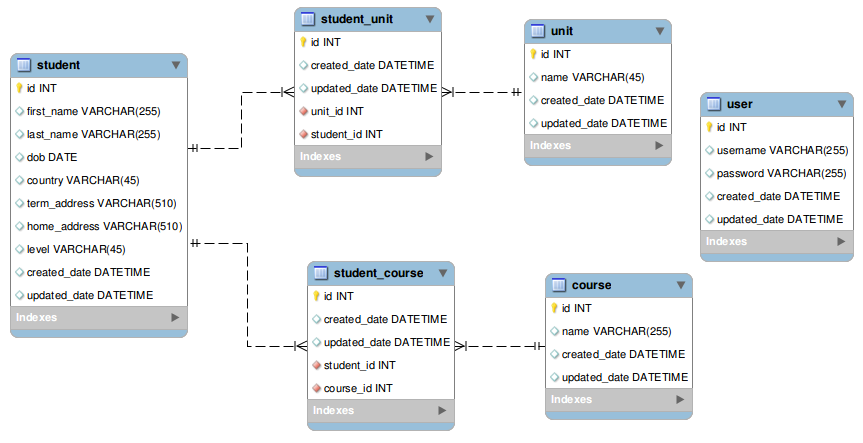 student
id INT
first_name VARCHAR(255)
last_name VARCHAR(255)
dob DATE
country VARCHAR(45)
term_address VARCHAR(510)
home_address VARCHAR(510)
level VARCHAR(45)
created_date DATETIME
updated_date DATETIME
Indexes
student_unit
id INT
created_date DATETIME
updated_date DATETIME
unit_id INT
student_id INT
Indexes
unit
id INT
name VARCHAR(45)
created_date DATETIME
updated_date DATETIME
Indexes
user
id INT
username VARCHAR(255)
password VARCHAR(255)
created_date DATETIME
updated_date DATETIME
Indexes
student_course
id INT
created_date DATETIME
updated_date DATETIME
student_id INT
course_id INT
Indexes
course
id INT
name VARCHAR(255)
created_date DATETIME
updated_date DATETIME
Indexes